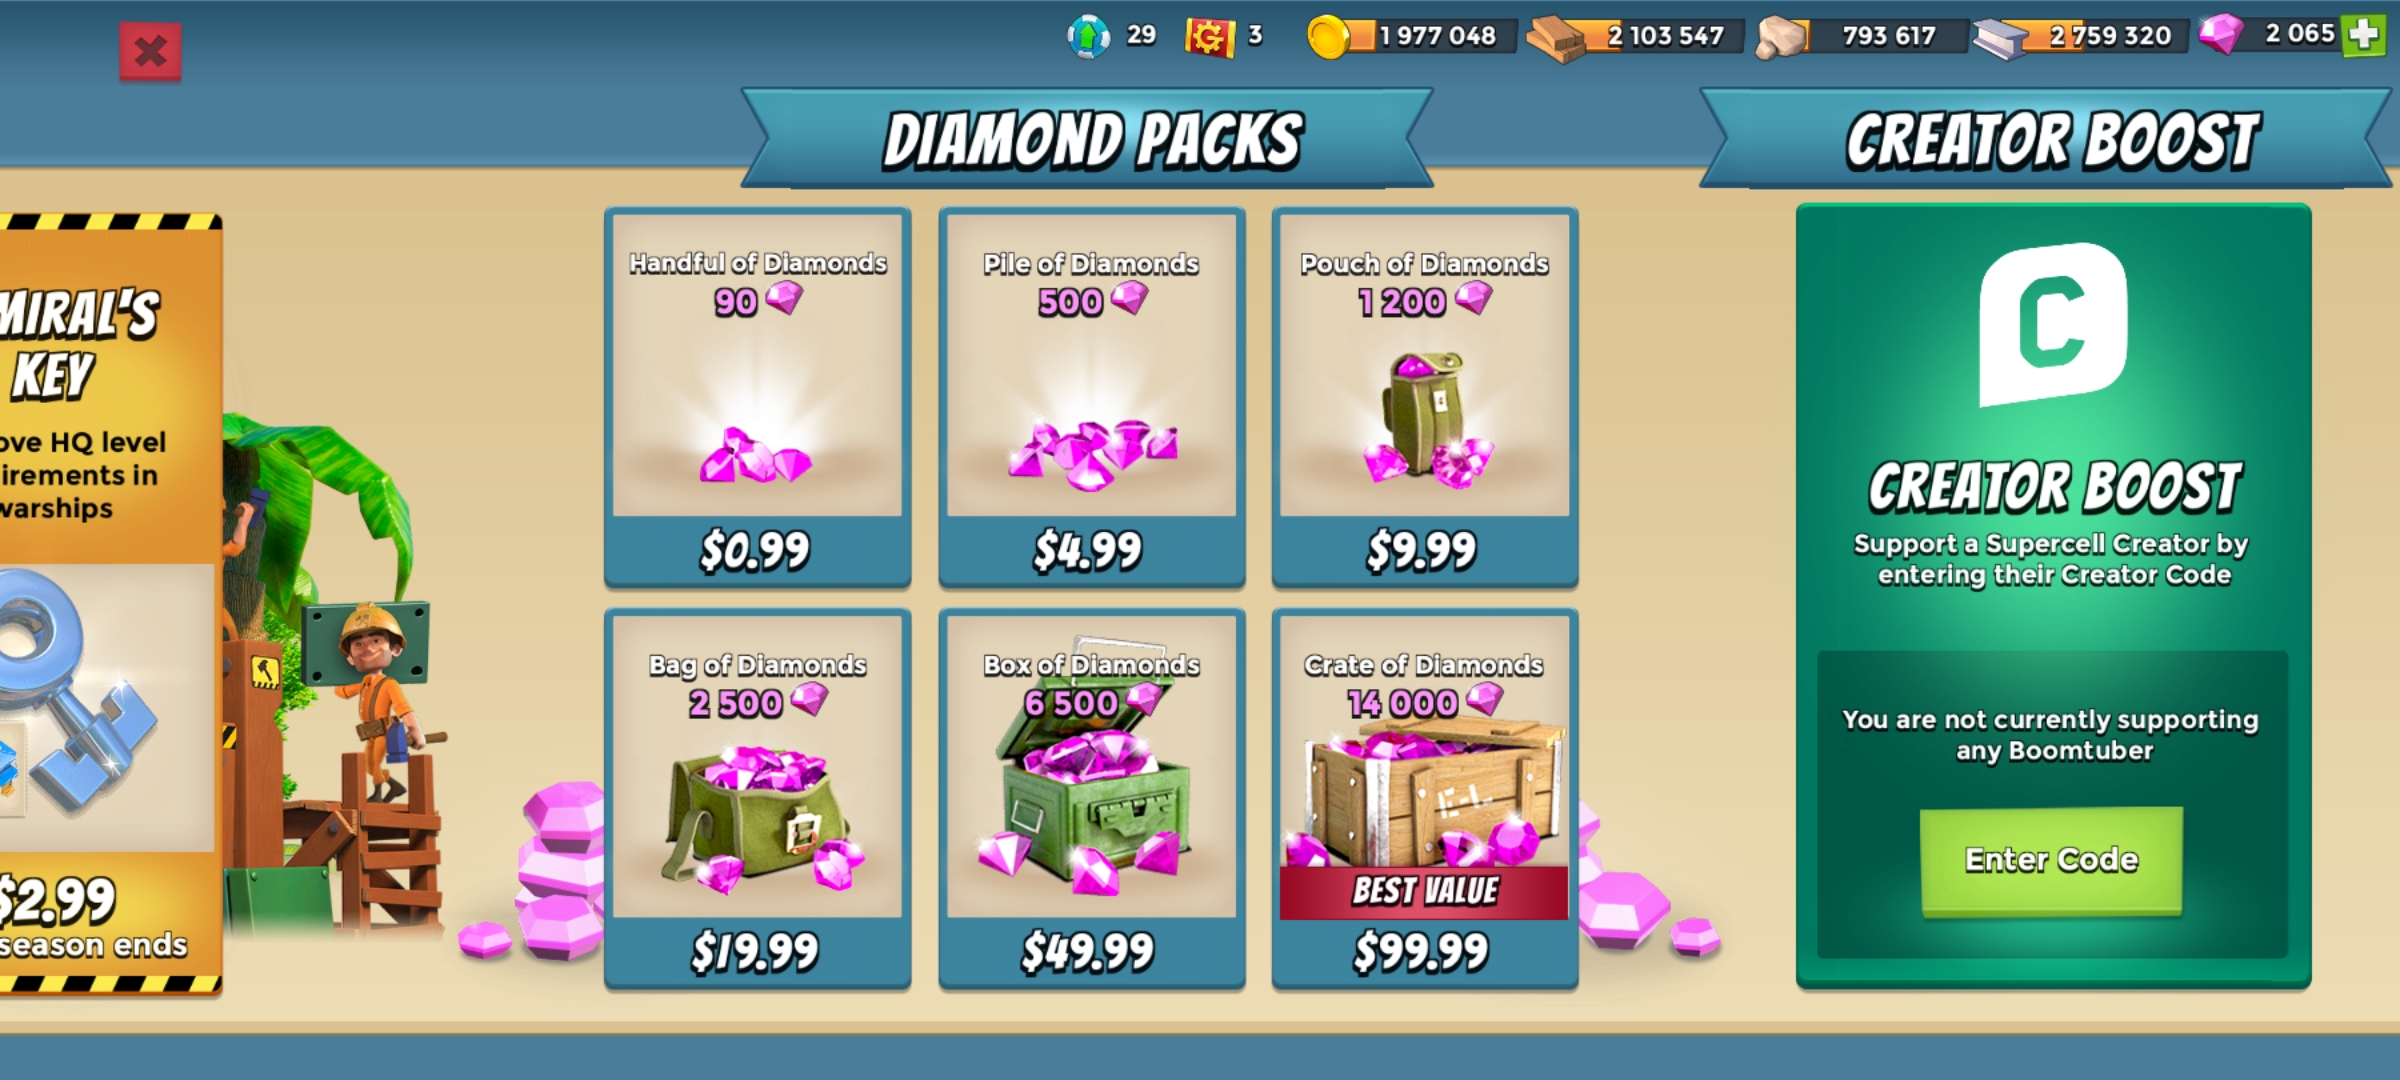 29 3 1 977 048 2 103 547 793 617 2 759 320 2 065
DIAMOND PACKS
CREATOR BOOST
MIRAL'S
KEY
ove HQ level
irements in
warships
$2.99
season ends
Handful of Diamonds
90
$0.99
Pile of Diamonds
500
$4.99
Pouch of Diamonds
1 200
$9.99
Bag of Diamonds
2 500
$19.99
Box of Diamonds
6 500
$49.99
Crate of Diamonds
14 000
E-L
BEST VALUE
$99.99
C
CREATOR BOOST
Support a Supercell Creator by
entering their Creator Code
You are not currently supporting
any Boomtuber
Enter Code